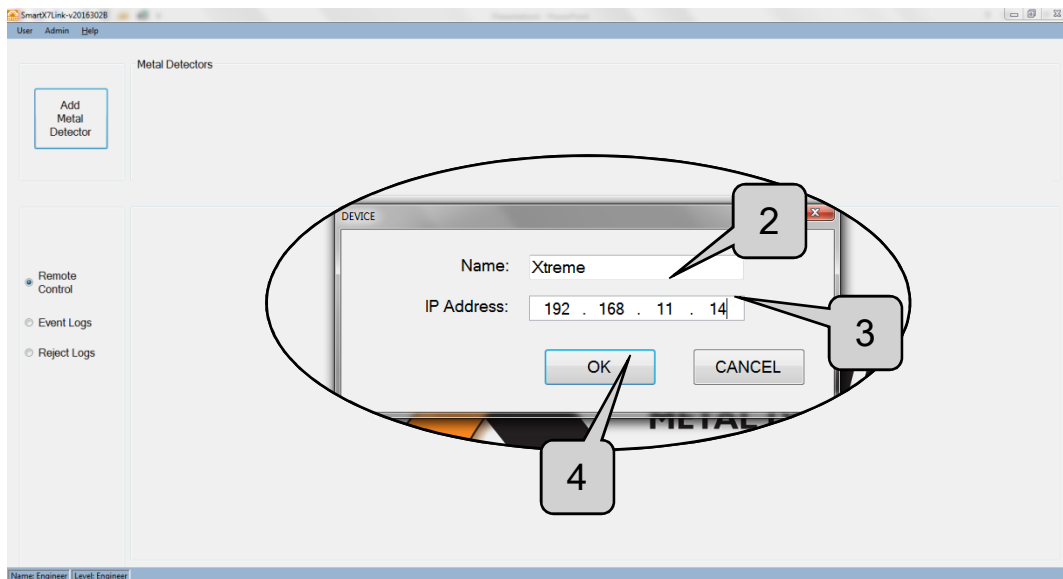 SmartX7Link-v2016302B
User Admin Help
Metal Detectors
Add
Metal
Detector
DEVICE
2
Name: Xtreme
IP Address: 192 . 168 . 11 . 14
3
Remote
Control
Event Logs
Reject Logs
OK CANCEL
4
Name: Engineer Level: Engineer